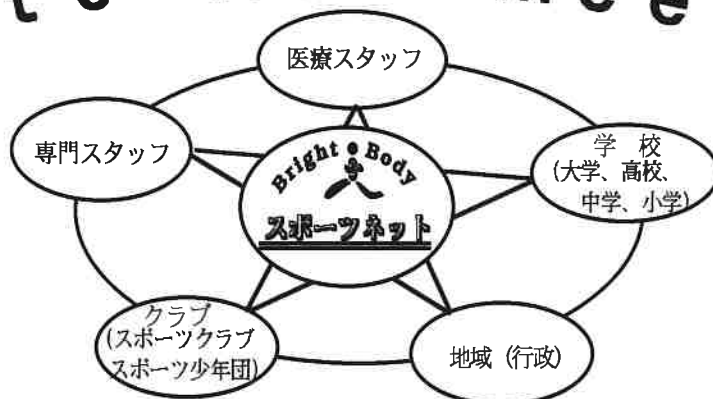 医療スタッフ
専門スタッフ
学　校
(大学、高校、
中学、小学)
Bright Body
スポーツネット
クラブ
(スポーツクラブ
スポーツ少年団)
地域（行政）